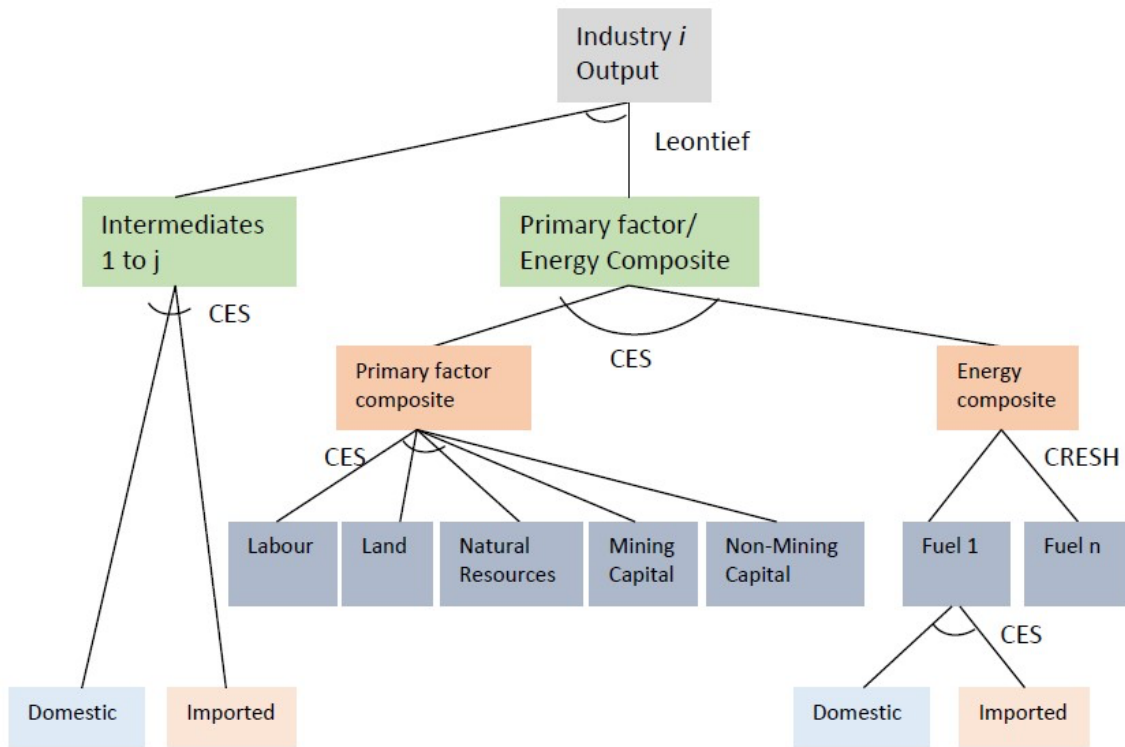 Industry i
Output
Leontief
Intermediates
1 to j
Primary factor/
Energy Composite
CES
CES
Primary factor
composite
Energy
composite
CES
CRESH
Labour
Land
Natural
Resources
Mining
Capital
Non-Mining
Capital
Fuel 1
Fuel n
CES
Domestic
Imported
Domestic
Imported